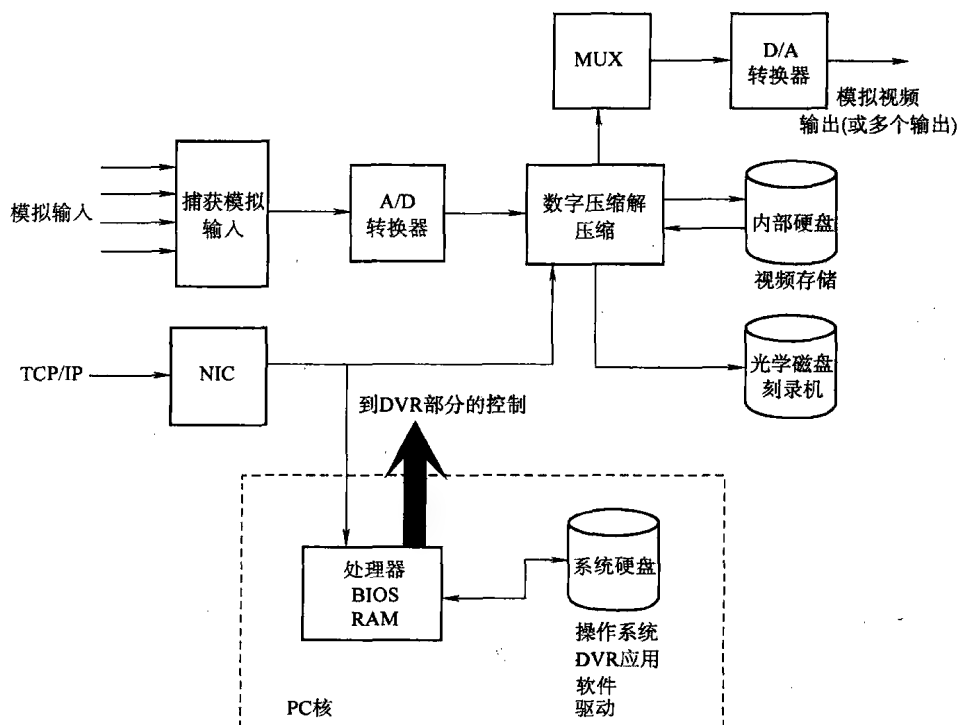 MUX
D/A
转换器
模拟视频
输出(或多个输出)
模拟输入
捕获模拟
输入
A/D
转换器
数字压缩解
压缩
内部硬盘
视频存储
TCP/IP
NIC
光学磁盘
刻录机
到DVR部分的控制
处理器
BIOS
RAM
系统硬盘
操作系统
DVR应用
软件
驱动
PC核